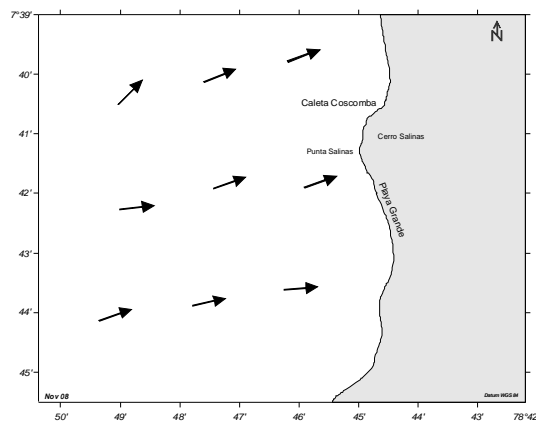 7°39'
N
40'
Caleta Coscomba
41'
Cerro Salinas
Punta Salinas
42'
Playa Grande
43'
44'
45'
Nov 08
Datum WGS 84
50'
49'
48'
47'
46'
45'
44'
43'
78°42'